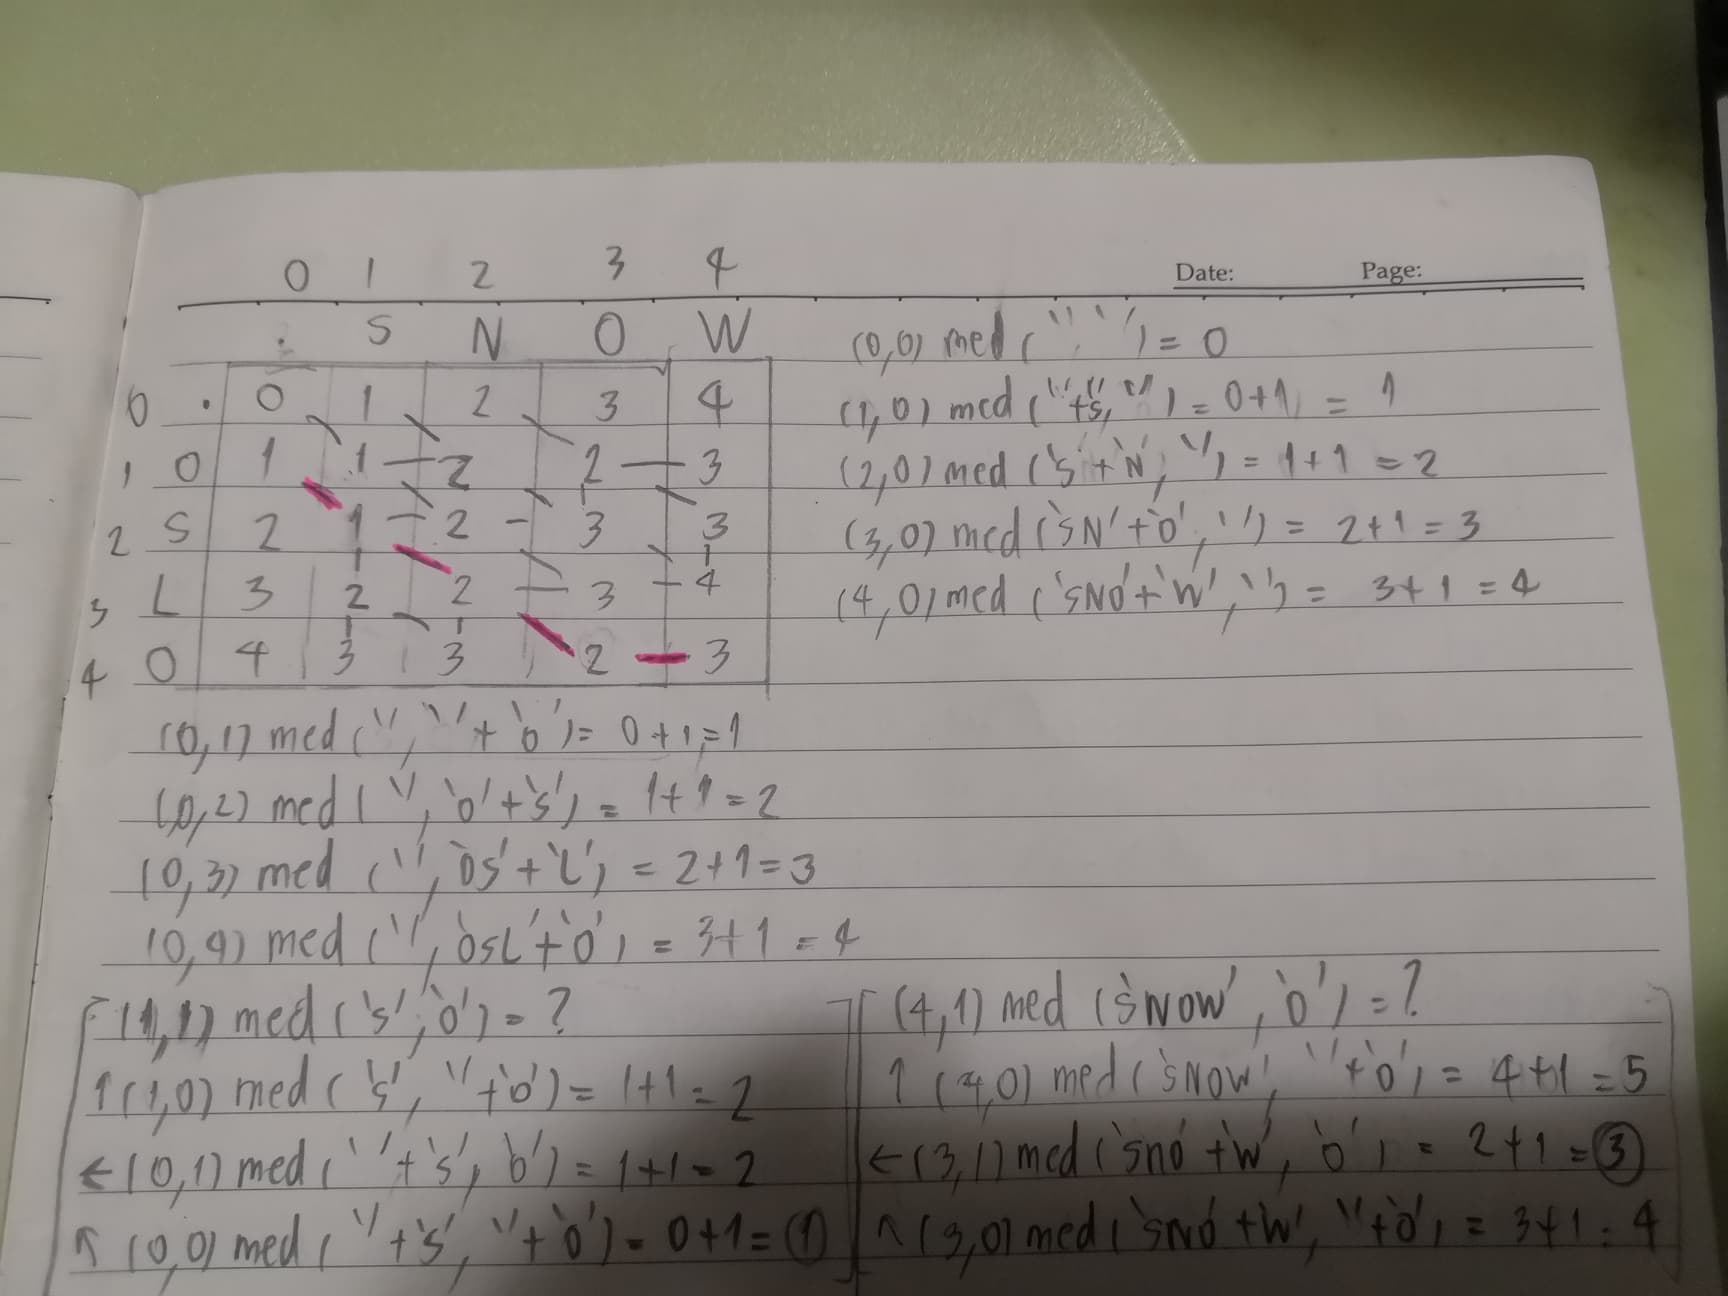 0 1 2 3 4
Date: Page:
. S N O W
0 . 0 1 2 3 4
1 O 1 1 2 2 3
2 S 2 1 2 3 3
3 L 3 2 2 3 4
4 O 4 3 3 2 3
(0,0) med ('' '') = 0
(1,0) med (''+'s', '') = 0+1 = 1
(2,0) med ('s'+'N', '') = 1+1 = 2
(3,0) med ('SN'+'O', '') = 2+1 = 3
(4,0) med ('SNO'+'W', '') = 3+1 = 4
(0,1) med ('', ''+'o') = 0+1 = 1
(0,2) med ('', 'o'+'s') = 1+1 = 2
(0,3) med ('', 'os'+'L') = 2+1 = 3
(0,4) med ('', 'osL'+'o') = 3+1 = 4
(1,1) med ('s', 'o') = ?
↑ (1,0) med ('s', ''+'o') = 1+1 = 2
← (0,1) med (''+'s', 'o') = 1+1 = 2
↖ (0,0) med (''+'s', ''+'o') = 0+1 = 1
(4,1) med ('SNOW', 'o') = ?
↑ (4,0) med ('SNOW', ''+'o') = 4+1 = 5
← (3,1) med ('sno'+'w', 'o') = 2+1 = 3
↖ (3,0) med ('SNO'+'W', ''+'o') = 3+1 = 4